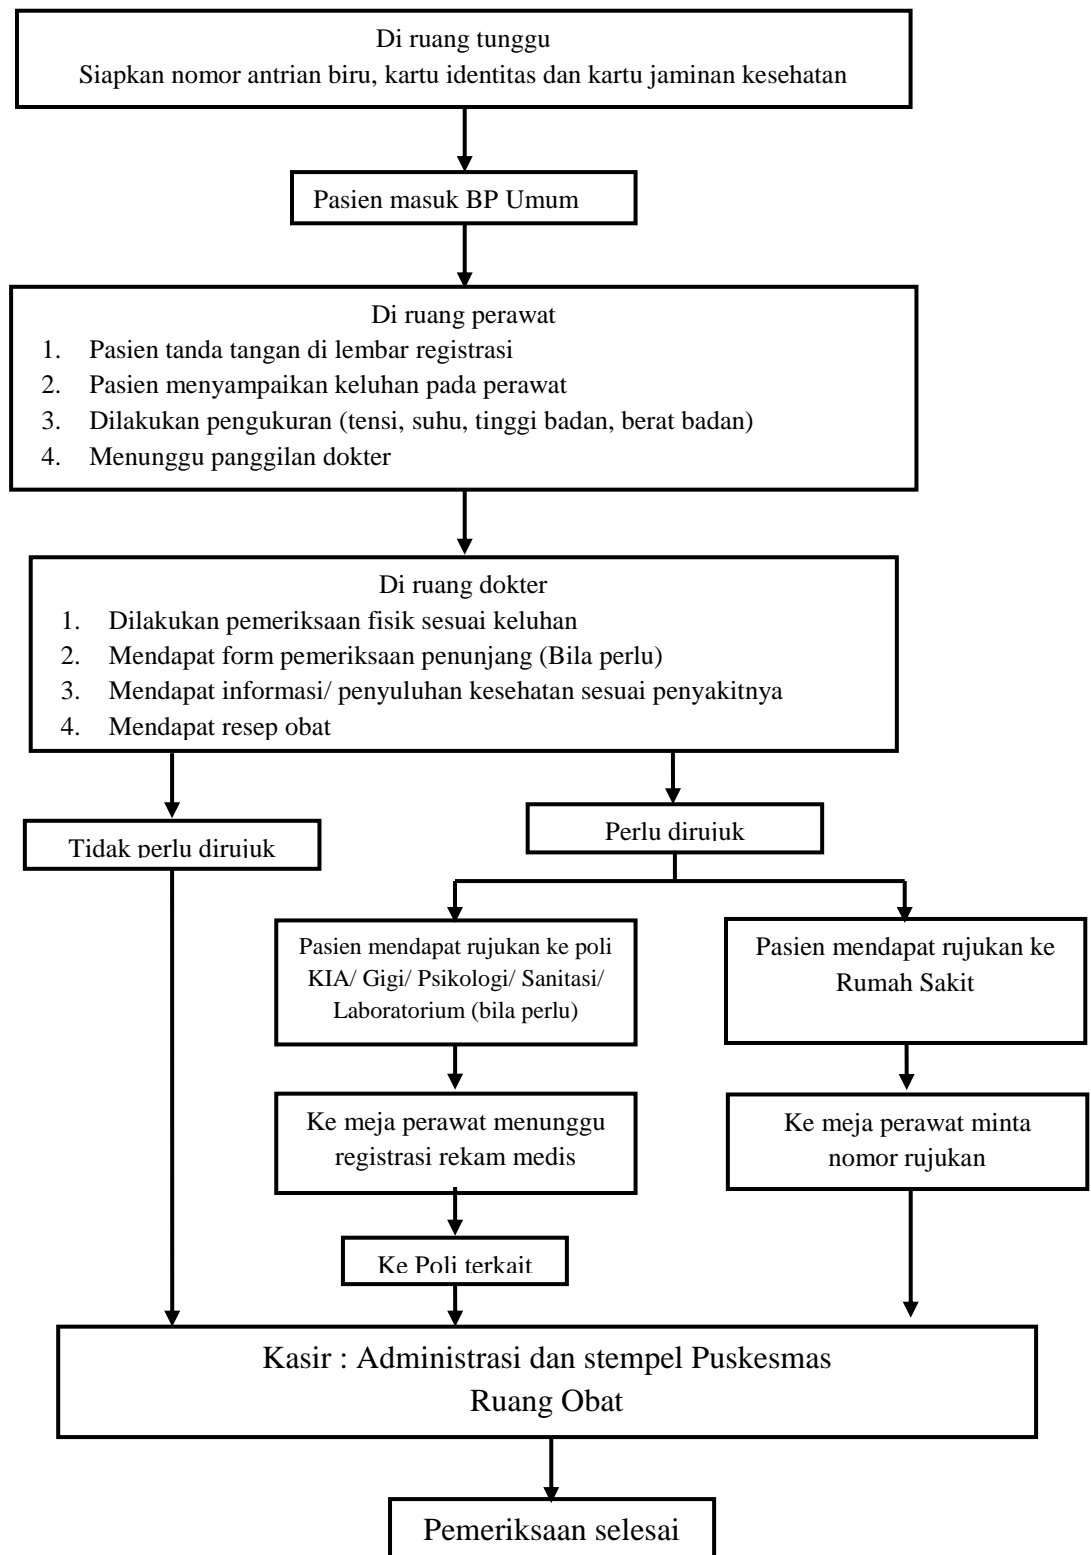 Di ruang tunggu
Siapkan nomor antrian biru, kartu identitas dan kartu jaminan kesehatan
Pasien masuk BP Umum
Di ruang perawat
1. Pasien tanda tangan di lembar registrasi
2. Pasien menyampaikan keluhan pada perawat
3. Dilakukan pengukuran (tensi, suhu, tinggi badan, berat badan)
4. Menunggu panggilan dokter
Di ruang dokter
1. Dilakukan pemeriksaan fisik sesuai keluhan
2. Mendapat form pemeriksaan penunjang (Bila perlu)
3. Mendapat informasi/ penyuluhan kesehatan sesuai penyakitnya
4. Mendapat resep obat
Tidak perlu dirujuk
Perlu dirujuk
Pasien mendapat rujukan ke poli
KIA/ Gigi/ Psikologi/ Sanitasi/
Laboratorium (bila perlu)
Pasien mendapat rujukan ke
Rumah Sakit
Ke meja perawat menunggu
registrasi rekam medis
Ke meja perawat minta
nomor rujukan
Ke Poli terkait
Kasir : Administrasi dan stempel Puskesmas
Ruang Obat
Pemeriksaan selesai